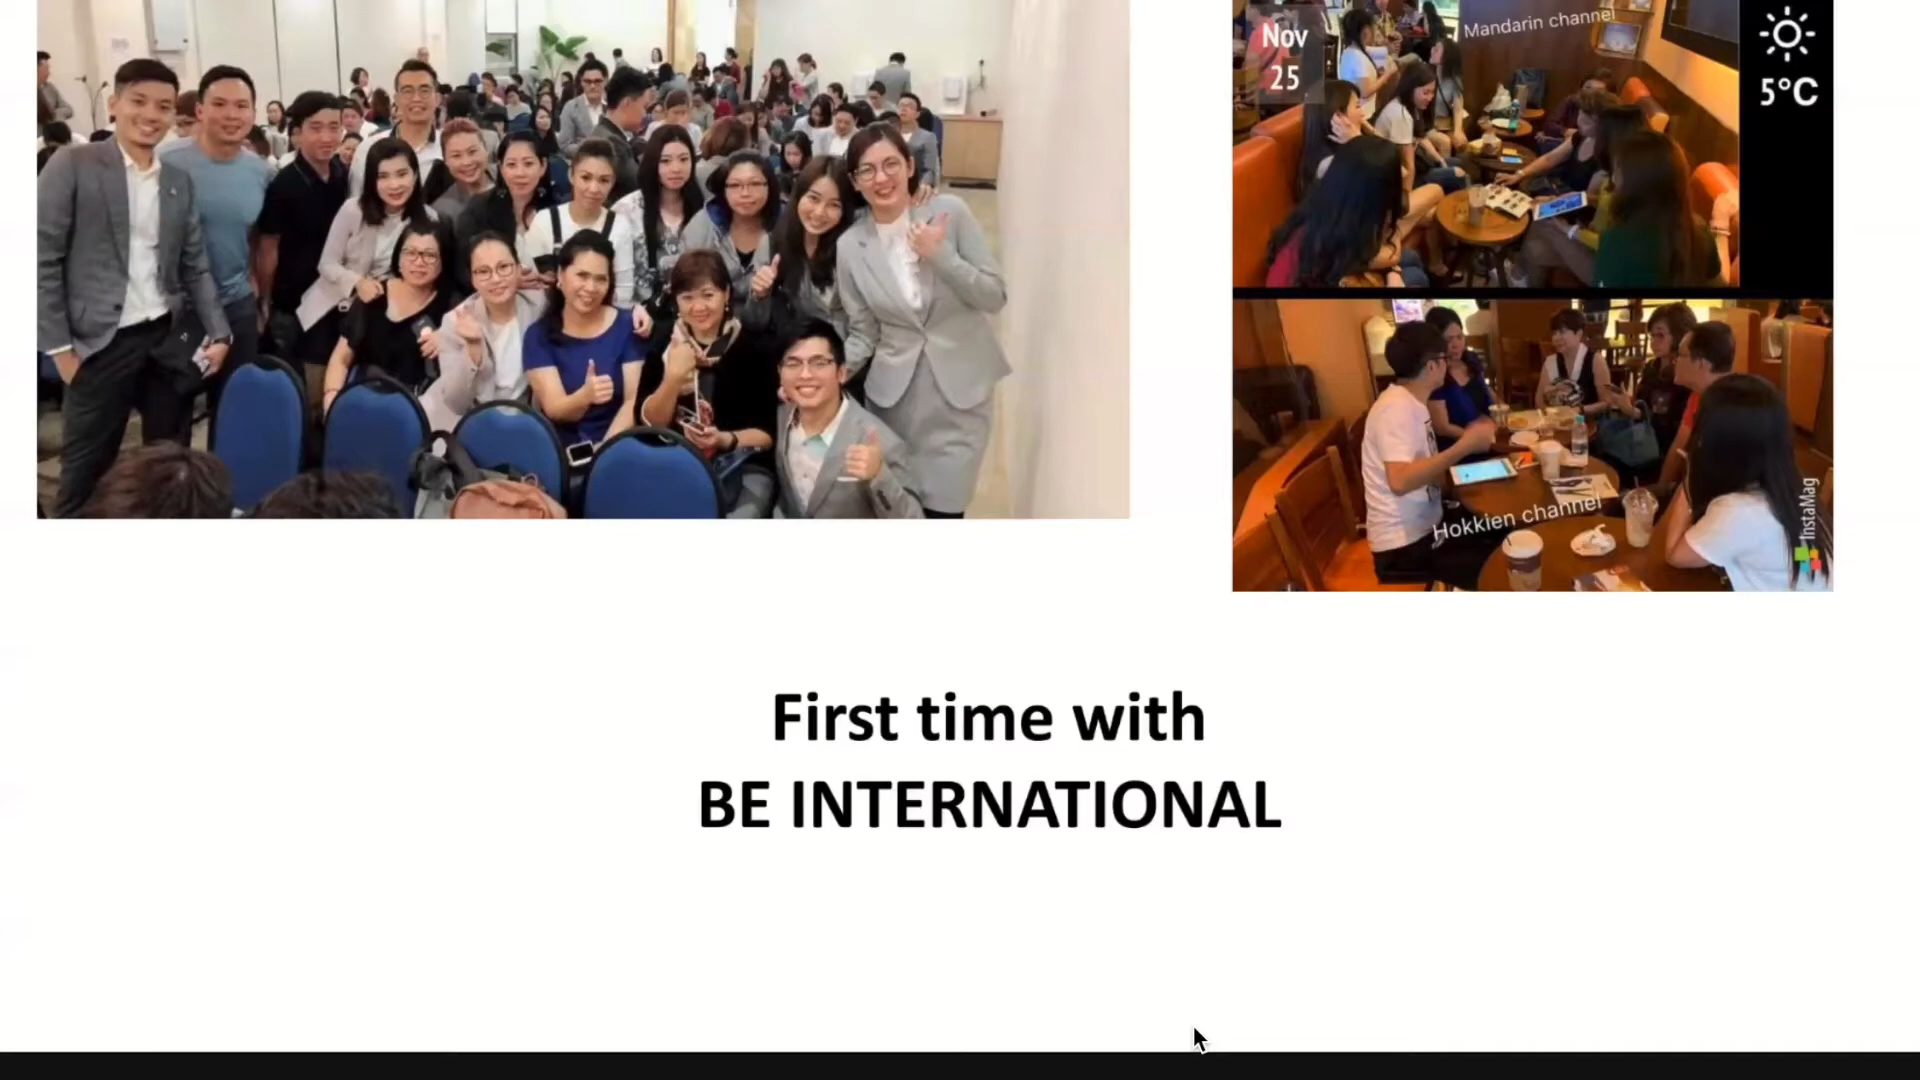 Nov
25
Mandarin channel
5°C
Hokkien channel
InstaMag
First time with
BE INTERNATIONAL